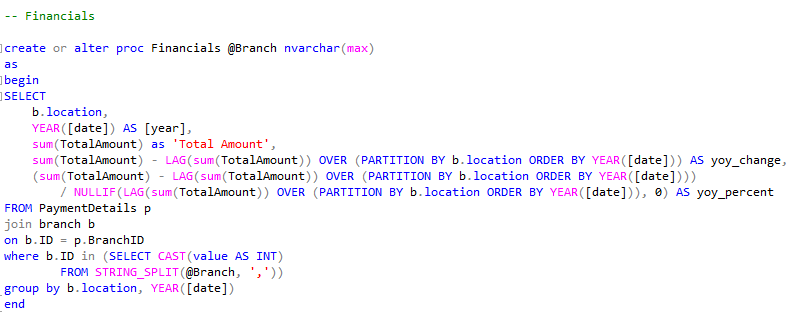 -- Financials
create or alter proc Financials @Branch nvarchar(max)
as
begin
SELECT
b.location,
YEAR([date]) AS [year],
sum(TotalAmount) as 'Total Amount',
sum(TotalAmount) - LAG(sum(TotalAmount)) OVER (PARTITION BY b.location ORDER BY YEAR([date])) AS yoy_change,
(sum(TotalAmount) - LAG(sum(TotalAmount)) OVER (PARTITION BY b.location ORDER BY YEAR([date])))
/ NULLIF(LAG(sum(TotalAmount)) OVER (PARTITION BY b.location ORDER BY YEAR([date])), 0) AS yoy_percent
FROM PaymentDetails p
join branch b
on b.ID = p.BranchID
where b.ID in (SELECT CAST(value AS INT)
FROM STRING_SPLIT(@Branch, ','))
group by b.location, YEAR([date])
end